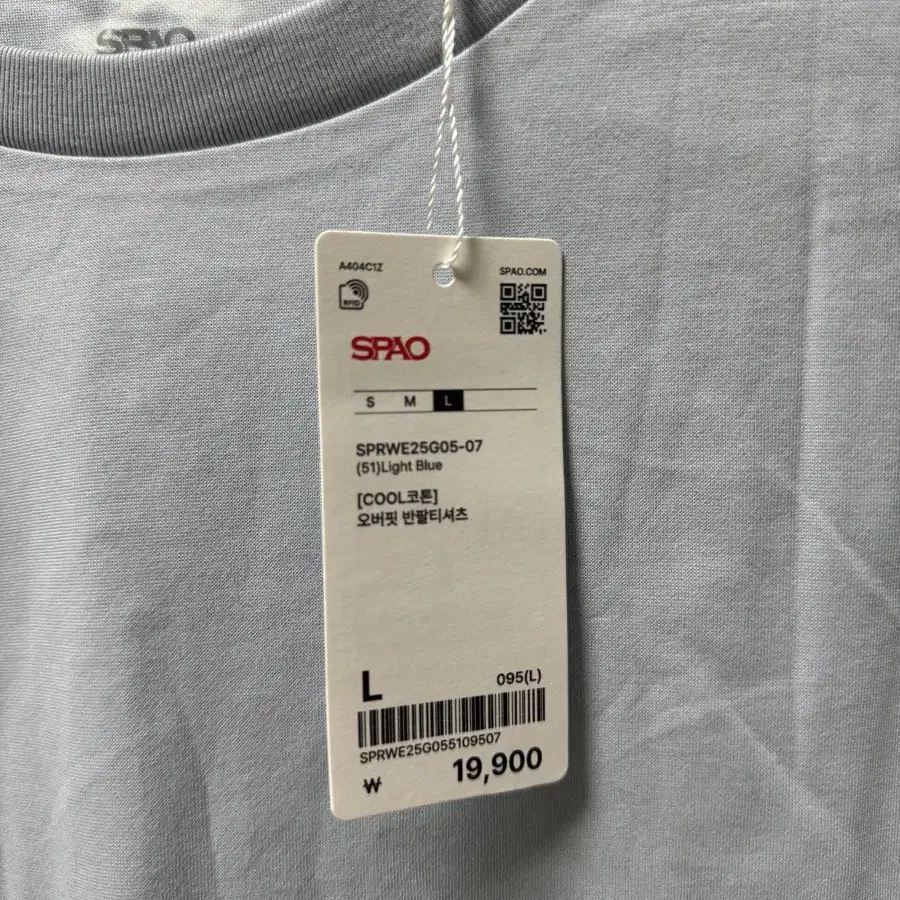 SPAO
A404C1Z
SPAO.COM
RFID
SPAO
S M L
SPRWE25G05-07
(51)Light Blue
[COOL코튼]
오버핏 반팔티셔츠
L 095(L)
SPRWE25G055109507
₩ 19,900